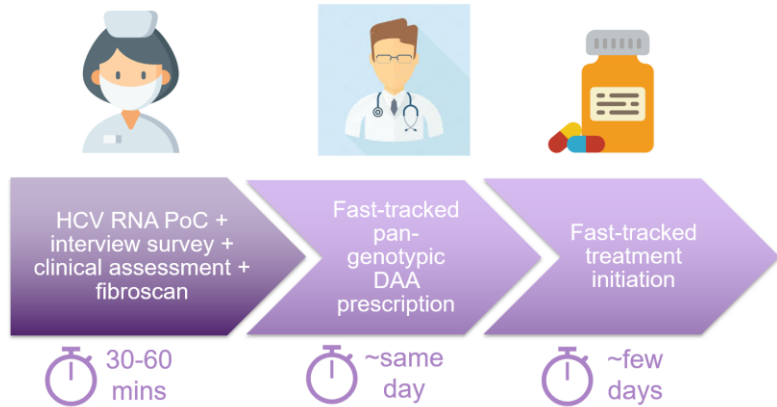 HCV RNA PoC +
interview survey +
clinical assessment +
fibroscan
Fast-tracked
pan-
genotypic
DAA
prescription
Fast-tracked
treatment
initiation
30-60
mins
~same
day
~few
days